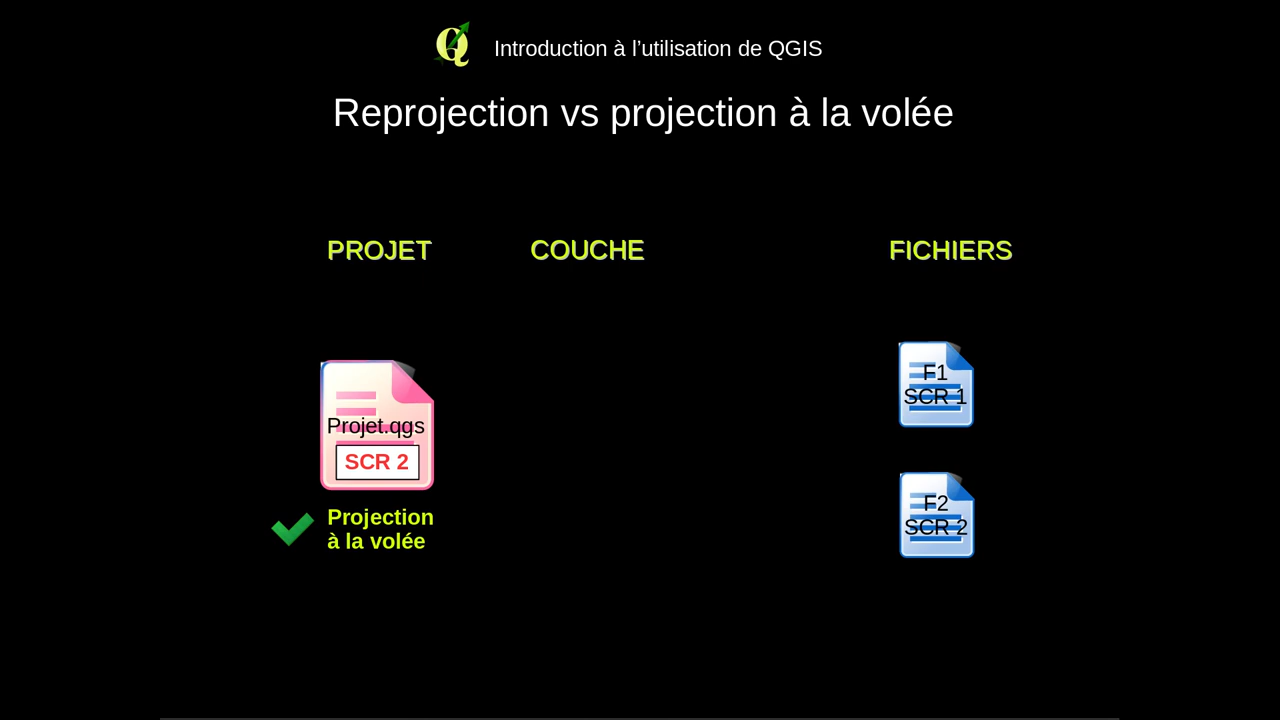 Introduction à l’utilisation de QGIS
Reprojection vs projection à la volée
PROJET
COUCHE
FICHIERS
Projet.qgs
SCR 2
Projection
à la volée
F1
SCR 1
F2
SCR 2